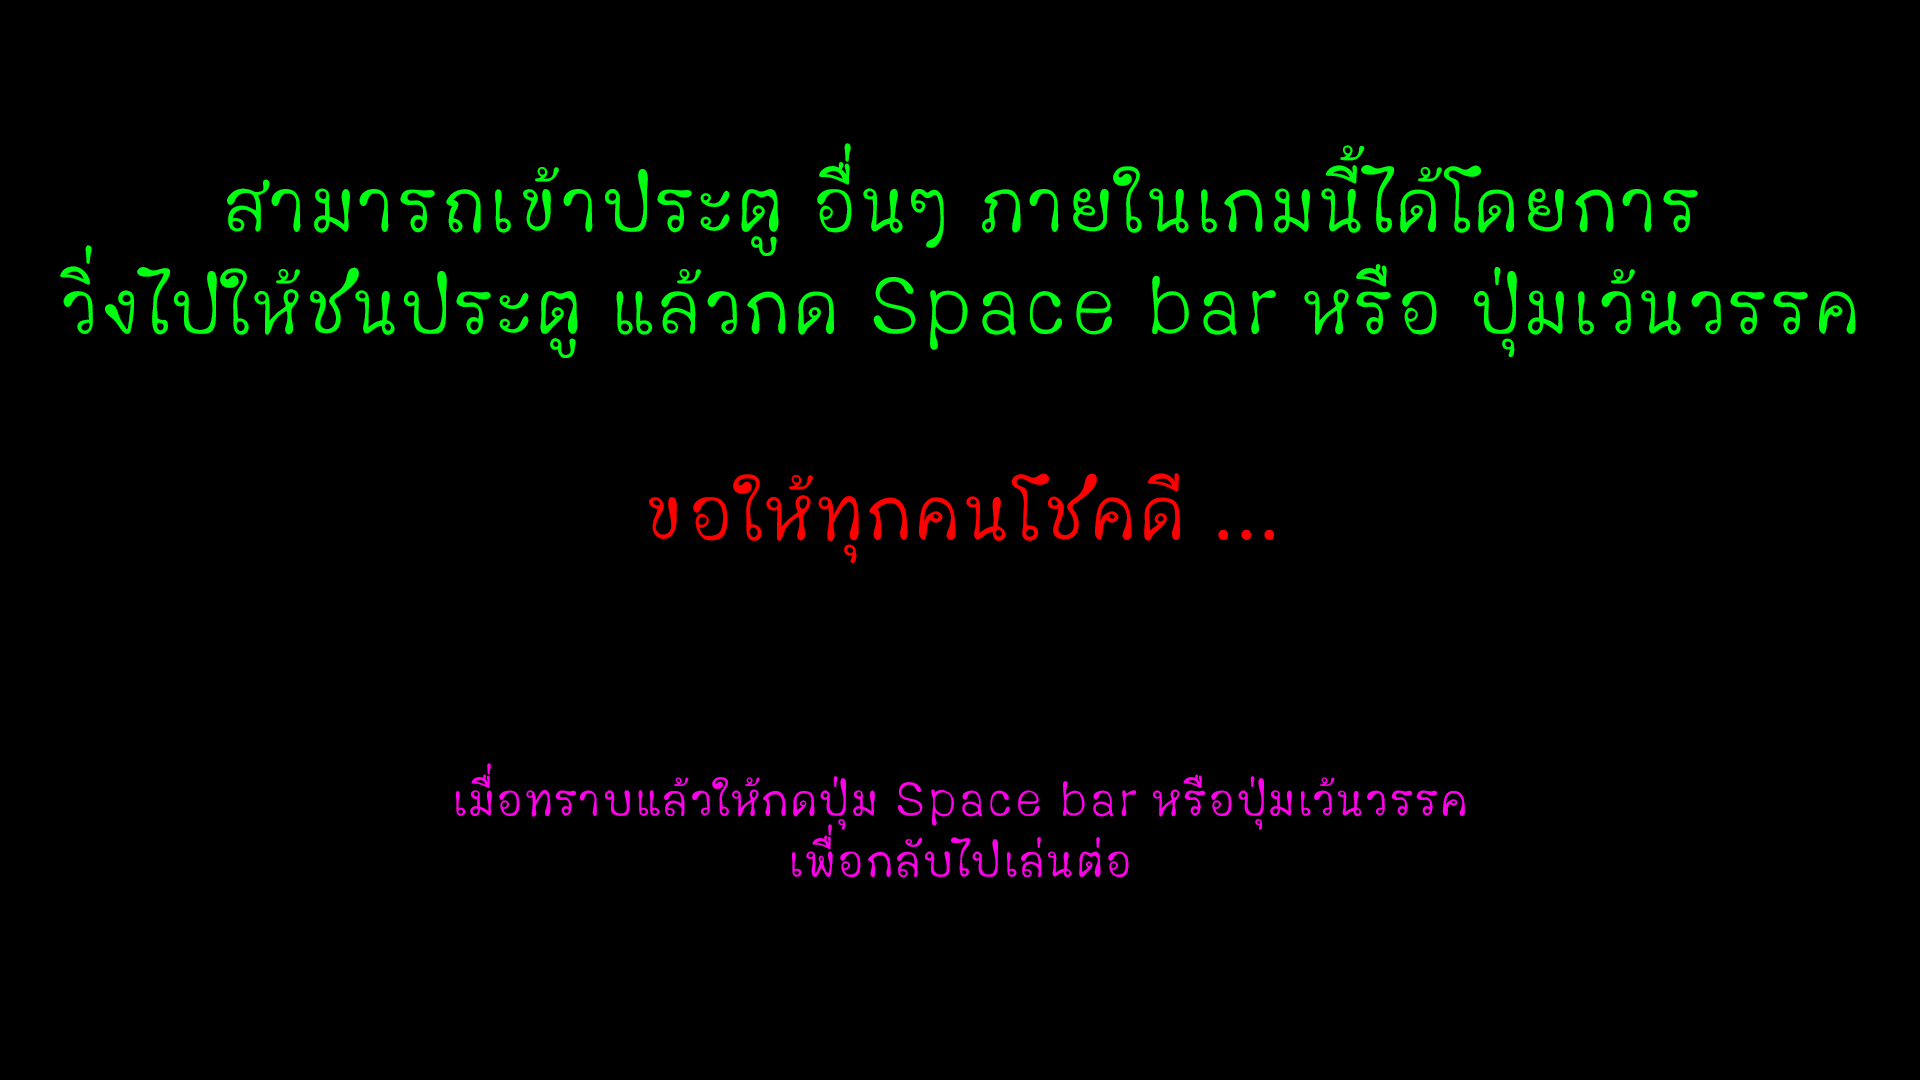 สามารถเข้าประตู อื่นๆ ภายในเกมนี้ได้โดยการ
วิ่งไปให้ชนประตู แล้วกด Space bar หรือ ปุ่มเว้นวรรค
ขอให้ทุกคนโชคดี ...
เมื่อทราบแล้วให้กดปุ่ม Space bar หรือปุ่มเว้นวรรค
เพื่อกลับไปเล่นต่อ